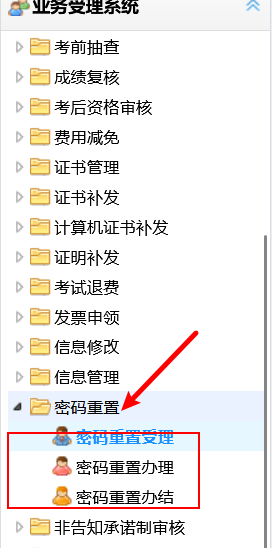 业务受理系统
考前抽查
成绩复核
考后资格审核
费用减免
证书管理
证书补发
计算机证书补发
证明补发
考试退费
发票申领
信息修改
信息管理
密码重置
密码重置受理
密码重置办理
密码重置办结
非告知承诺制审核